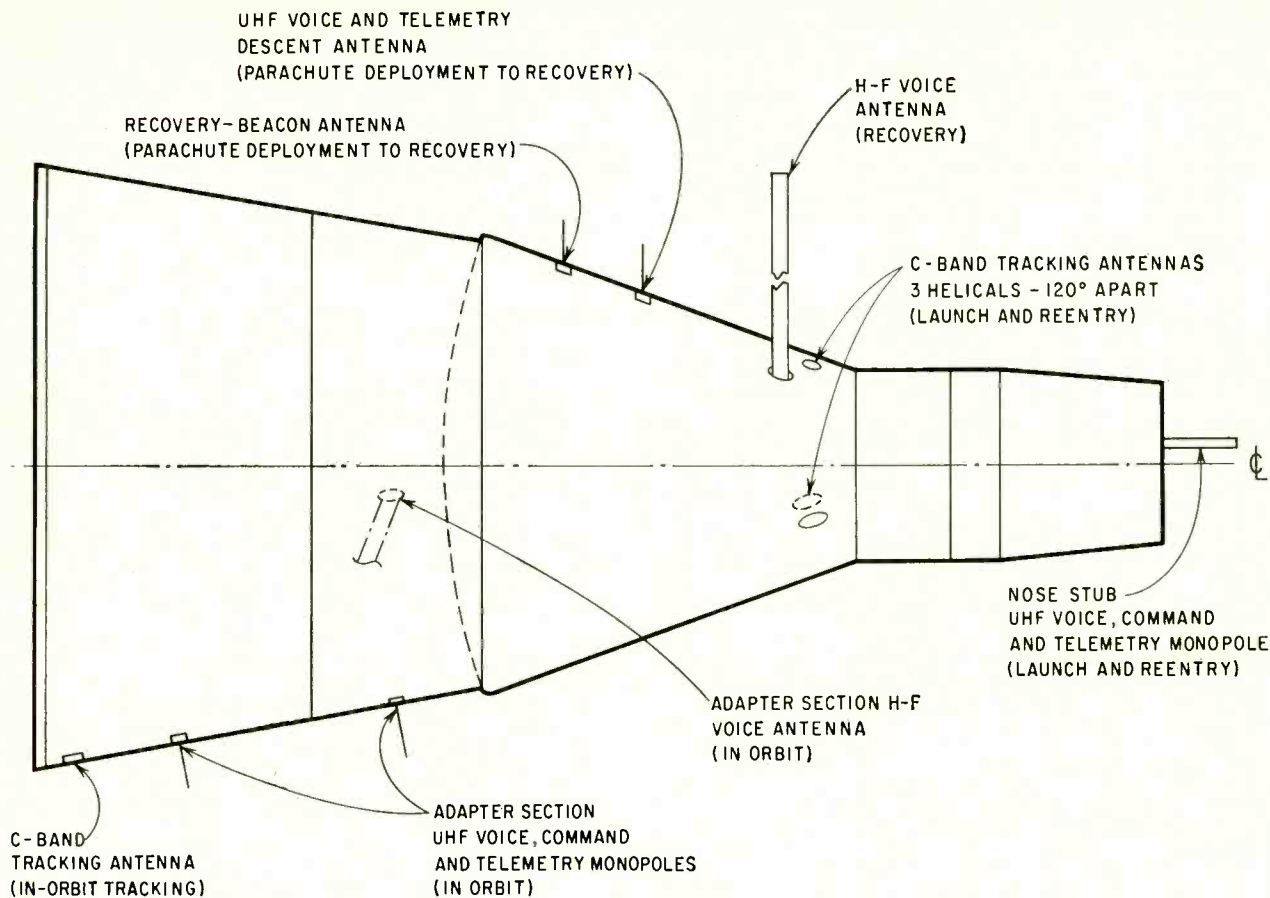 UHF VOICE AND TELEMETRY
DESCENT ANTENNA
(PARACHUTE DEPLOYMENT TO RECOVERY)
RECOVERY-BEACON ANTENNA
(PARACHUTE DEPLOYMENT TO RECOVERY)
H-F VOICE
ANTENNA
(RECOVERY)
C-BAND TRACKING ANTENNAS
3 HELICALS - 120° APART
(LAUNCH AND REENTRY)
℄
NOSE STUB
UHF VOICE, COMMAND
AND TELEMETRY MONOPOLE
(LAUNCH AND REENTRY)
ADAPTER SECTION H-F
VOICE ANTENNA
(IN ORBIT)
ADAPTER SECTION
UHF VOICE, COMMAND
AND TELEMETRY MONOPOLES
(IN ORBIT)
C-BAND
TRACKING ANTENNA
(IN-ORBIT TRACKING)